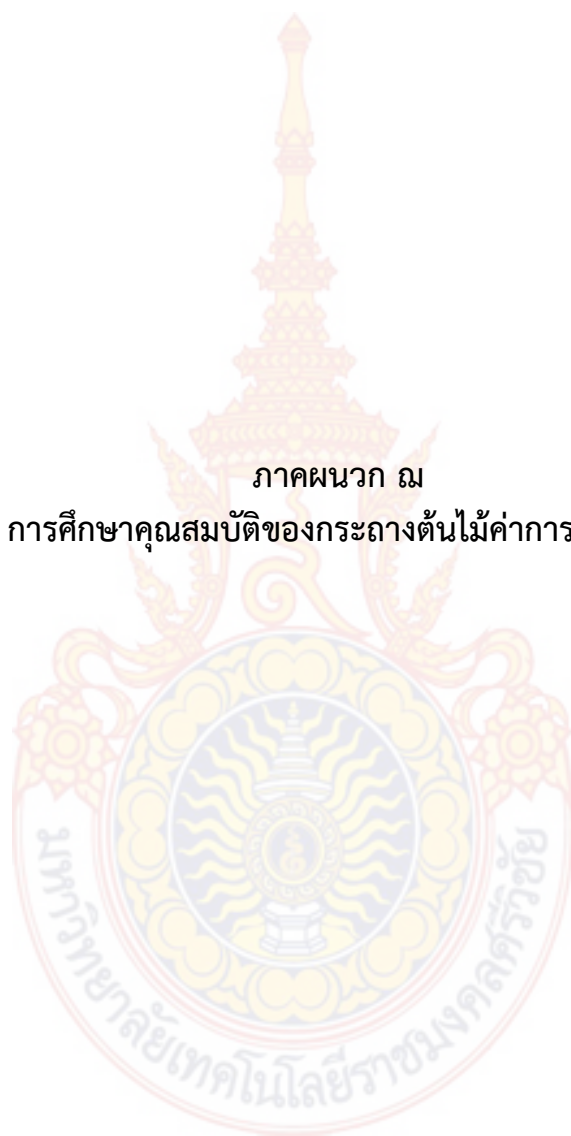 ภาคผนวก ฌ
การศึกษาคุณสมบัติของกระถางต้นไม้ค่าการ
มหาวิทยาลัยเทคโนโลยีราชมงคลศรีวิชัย